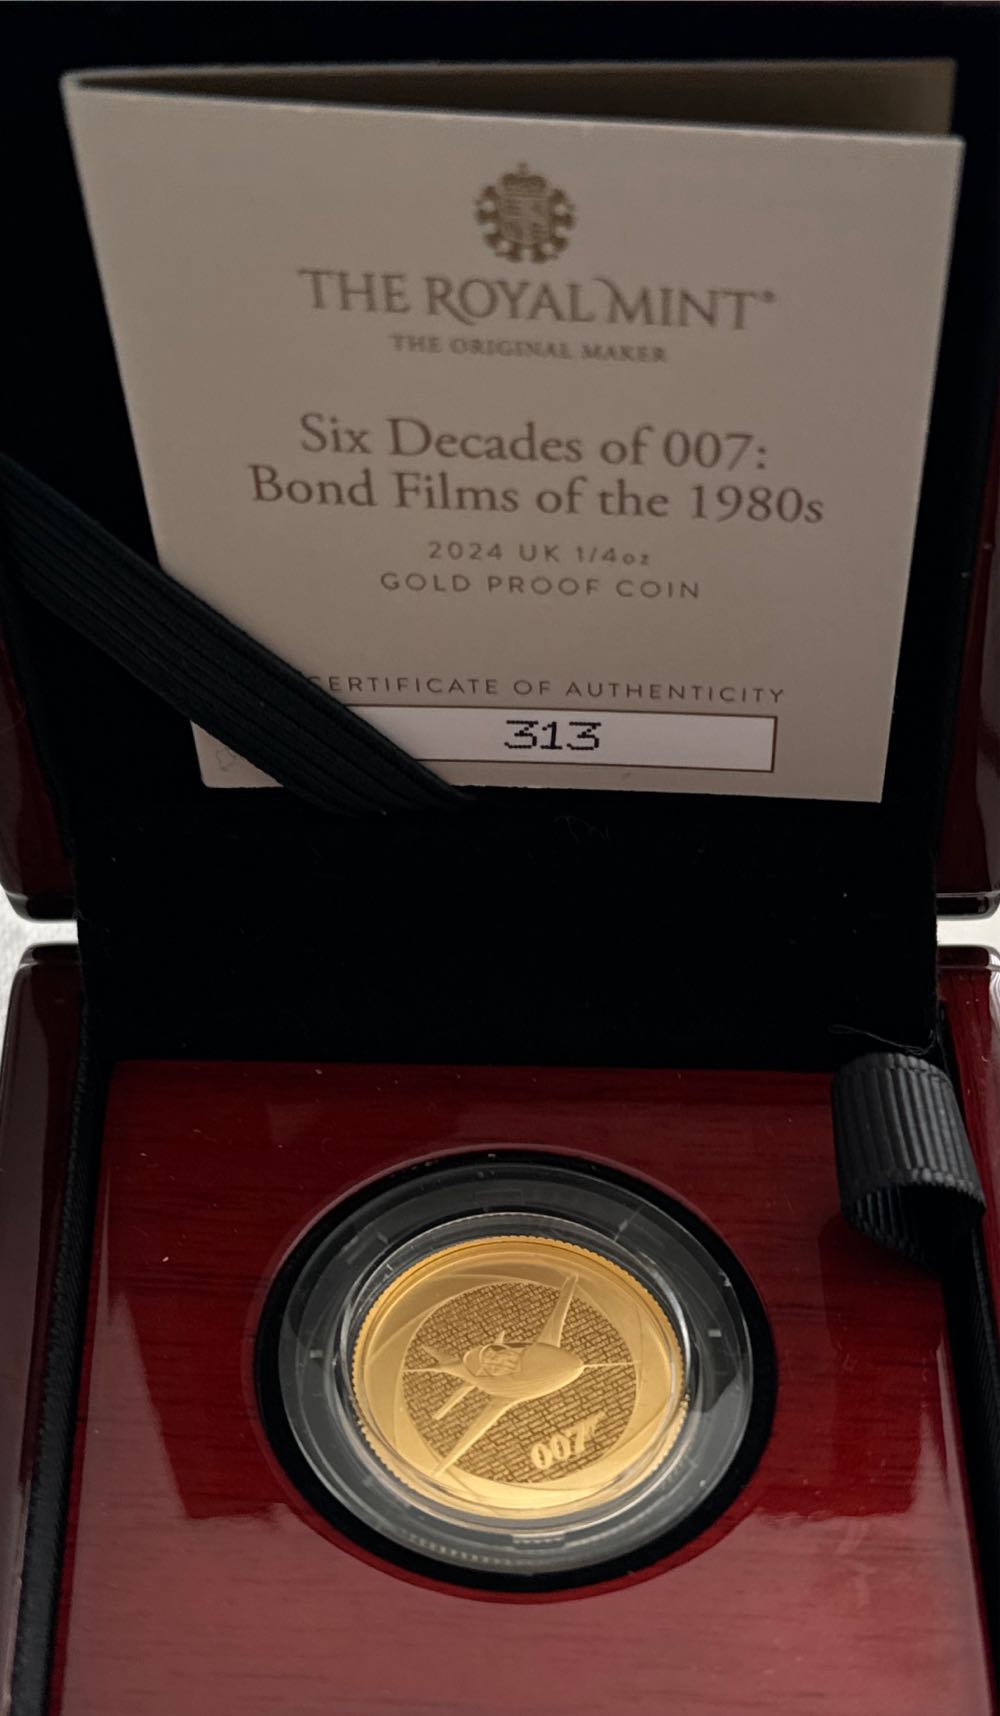 THE ROYAL MINT®
THE ORIGINAL MAKER
Six Decades of 007:
Bond Films of the 1980s
2024 UK 1/4oz
GOLD PROOF COIN
CERTIFICATE OF AUTHENTICITY
313
007